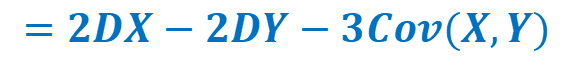 = 2DX − 2DY − 3Cov(X, Y)